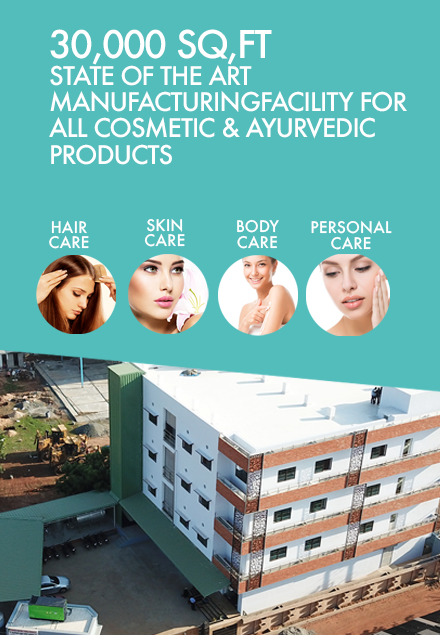 30,000 SQ,FT
STATE OF THE ART
MANUFACTURINGFACILITY FOR
ALL COSMETIC & AYURVEDIC
PRODUCTS
HAIR
CARE
SKIN
CARE
BODY
CARE
PERSONAL
CARE